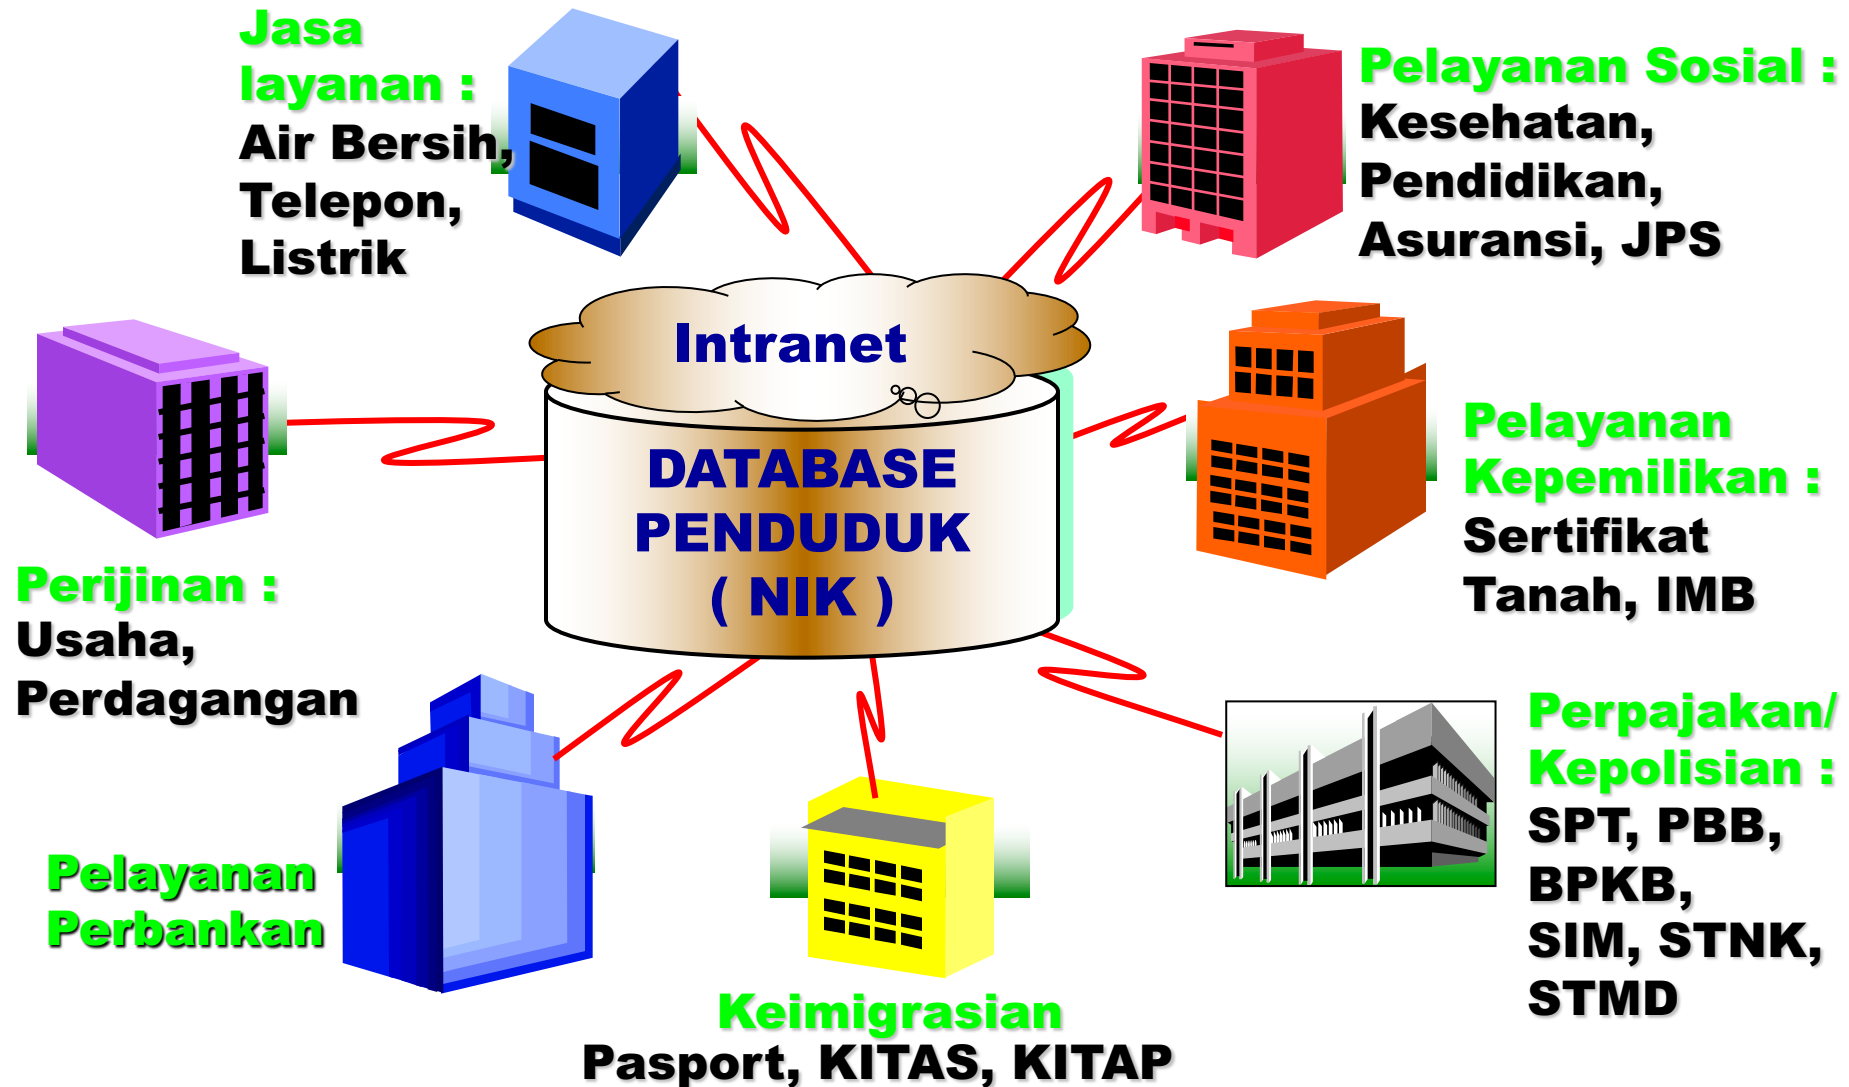 Jasa
layanan :
Air Bersih,
Telepon,
Listrik
Pelayanan Sosial :
Kesehatan,
Pendidikan,
Asuransi, JPS
Intranet
DATABASE
PENDUDUK
( NIK )
Pelayanan
Kepemilikan :
Sertifikat
Tanah, IMB
Perijinan :
Usaha,
Perdagangan
Pelayanan
Perbankan
Keimigrasian
Pasport, KITAS, KITAP
Perpajakan/
Kepolisian :
SPT, PBB,
BPKB,
SIM, STNK,
STMD